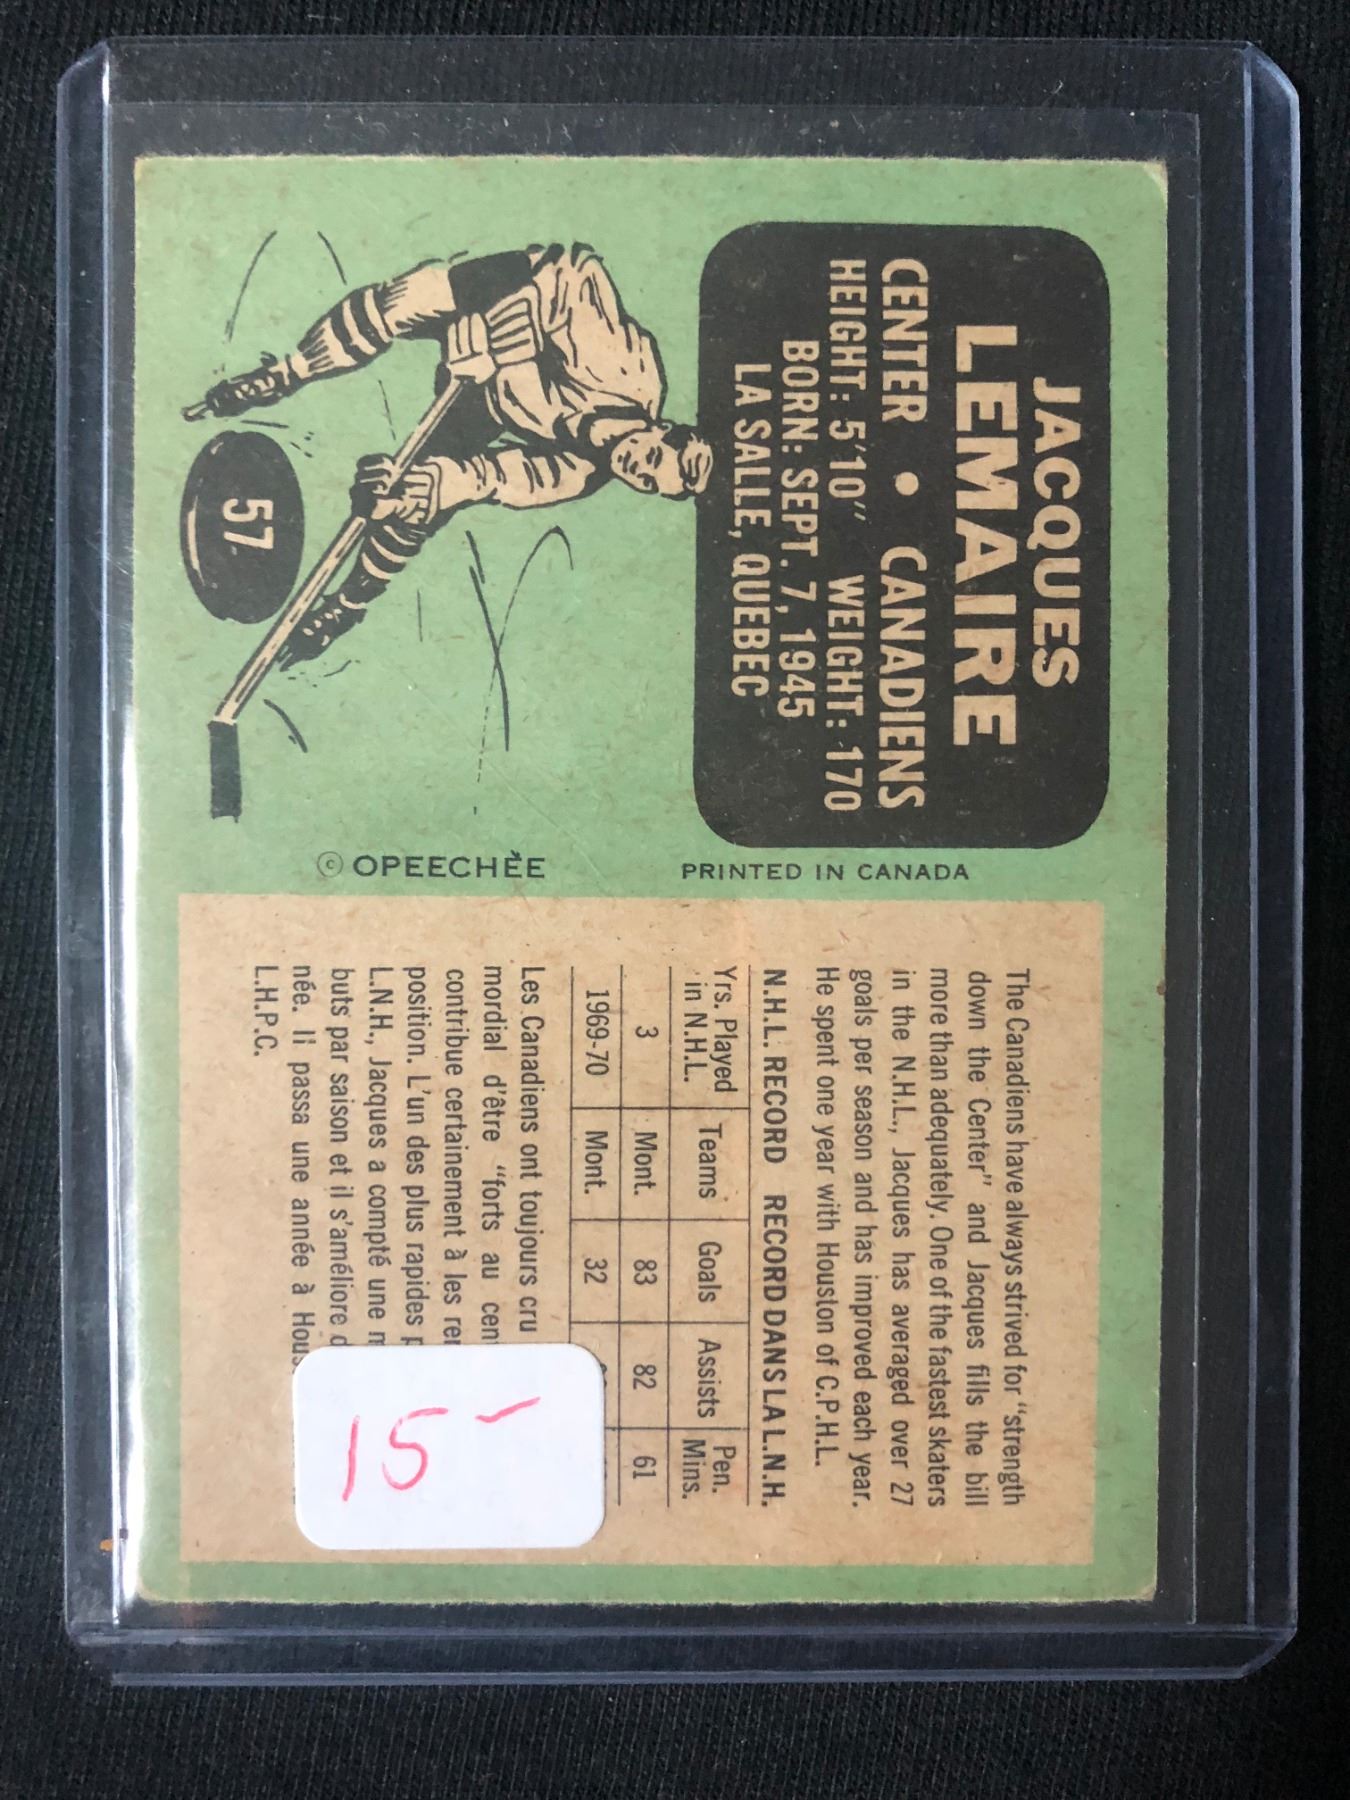 JACQUES
LEMAIRE
CENTER • CANADIENS
HEIGHT: 5'10" WEIGHT: 170
BORN: SEPT. 7, 1945
LA SALLE, QUEBEC
57
© OPEECHEE
PRINTED IN CANADA
The Canadiens have always strived for "strength
down the Center" and Jacques fills the bill
more than adequately. One of the fastest skaters
in the N.H.L., Jacques has averaged over 27
goals per season and has improved each year.
He spent one year with Houston of C.P.H.L.
N.H.L. RECORD RECORD DANS LA L.N.H.
Yrs. Played in N.H.L. Teams Goals Assists Pen. Mins.
3 Mont. 83 82 61
1969-70 Mont. 32
Les Canadiens ont toujours cru
mordial d'être "forts au
contribue certainement à les
position. L'un des plus rapides
L.N.H., Jacques a compté une
buts par saison et il s'améliore
née. Il passa une année à
L.H.P.C.
15-